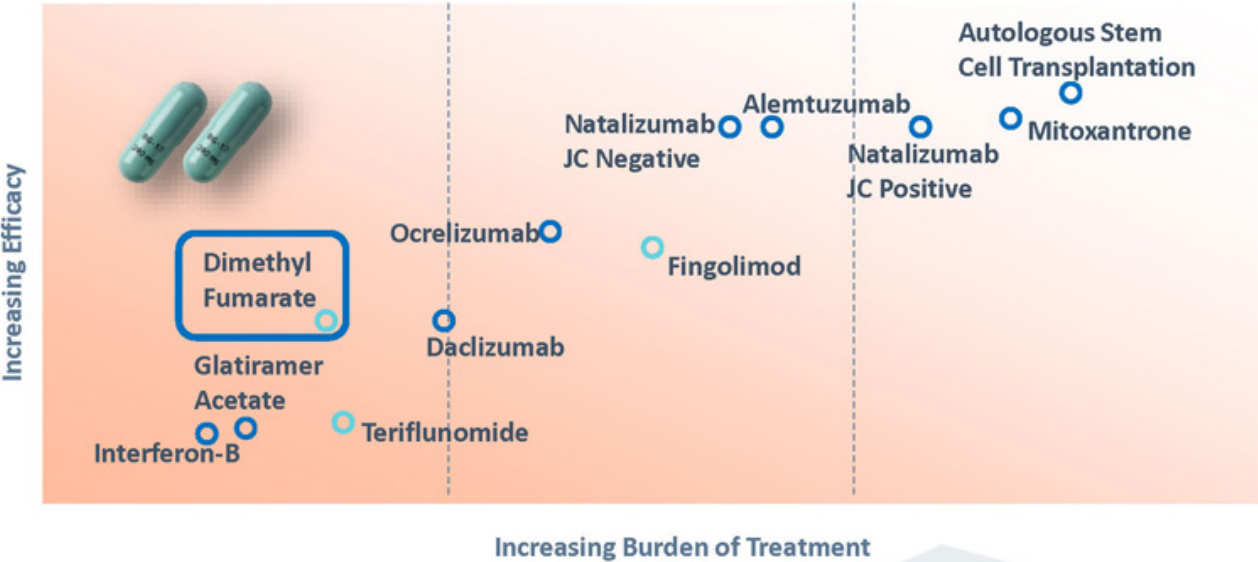 Autologous Stem
Cell Transplantation
Alemtuzumab
Natalizumab
JC Negative
Mitoxantrone
Natalizumab
JC Positive
Ocrelizumab
Fingolimod
Dimethyl
Fumarate
Daclizumab
Glatiramer
Acetate
Teriflunomide
Interferon-B
Increasing Efficacy
Increasing Burden of Treatment